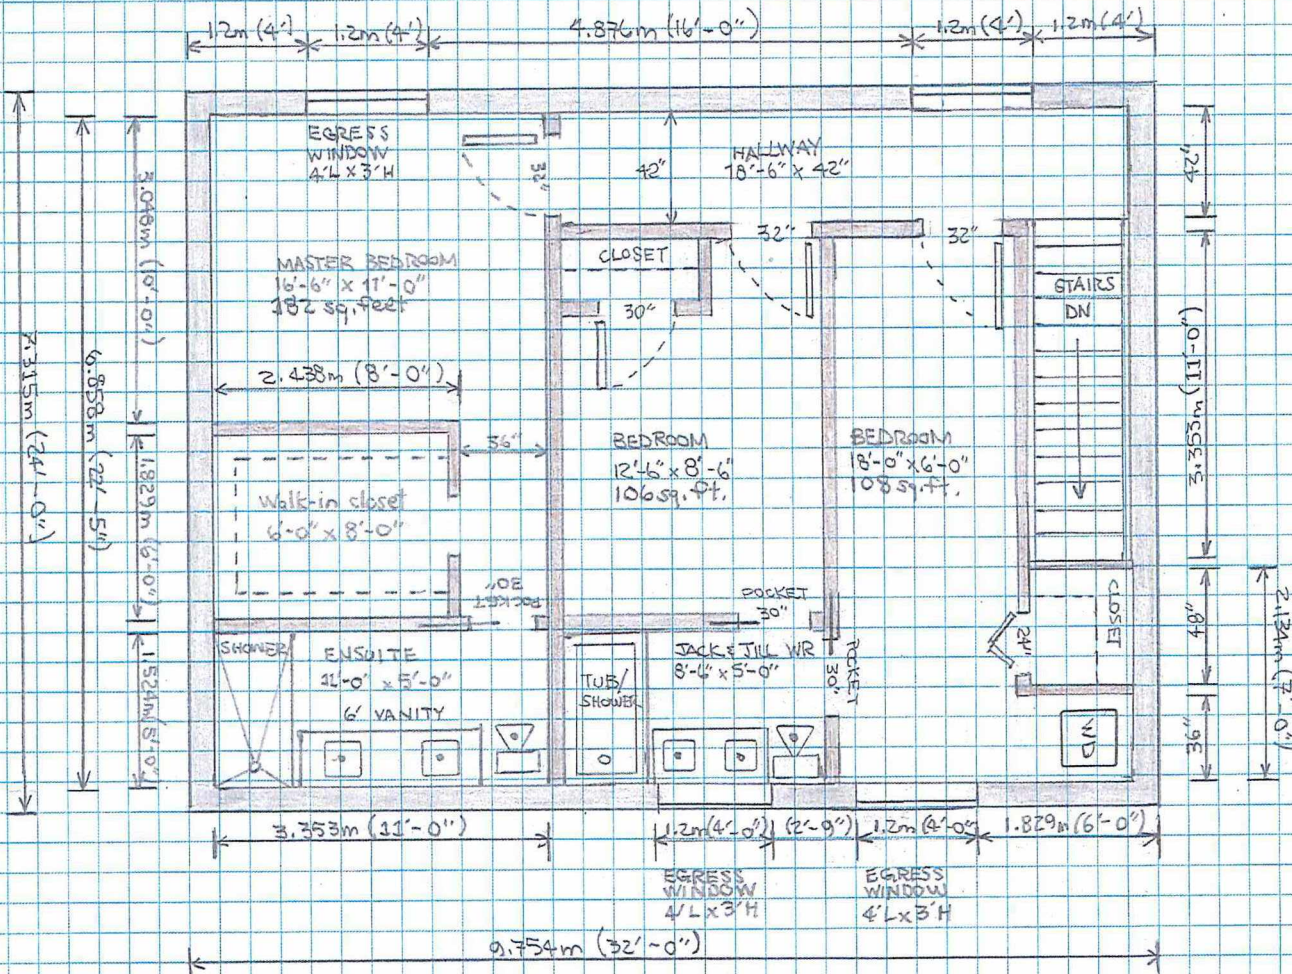 1.2m (4')
1.2m (4')
4.876m (16'-0")
1.2m (4')
1.2m (4')
EGRESS
WINDOW
4'L x 3'H
32"
42"
HALLWAY
18'-6" x 42"
42"
3.048m (10'-0")
MASTER BEDROOM
16'-6" x 11'-0"
182 sq. feet
CLOSET
32"
32"
30"
STAIRS
DN
7.315m (24'-0")
6.858m (22'-5")
2.438m (8'-0")
3.353m (11'-0")
36"
BEDROOM
12'-6" x 8'-6"
106 sq. ft.
BEDROOM
18'-0" x 6'-0"
108 sq. ft.
1.829m (6'-0")
Walk-in closet
6'-0" x 8'-0"
POCKET
30"
POCKET
30"
CLOSET
24"
48"
2.134m (7'-0")
SHOWER
ENSUITE
11'-0" x 5'-0"
6' VANITY
1.524m (5'-0")
TUB/
SHOWER
JACK & JILL WR
8'-6" x 5'-0"
POCKET
30"
WD
36"
3.353m (11'-0")
1.2m (4'-0")
(2'-9")
1.2m (4'-0")
1.829m (6'-0")
EGRESS
WINDOW
4'L x 3'H
EGRESS
WINDOW
4'L x 3'H
9.754m (32'-0")